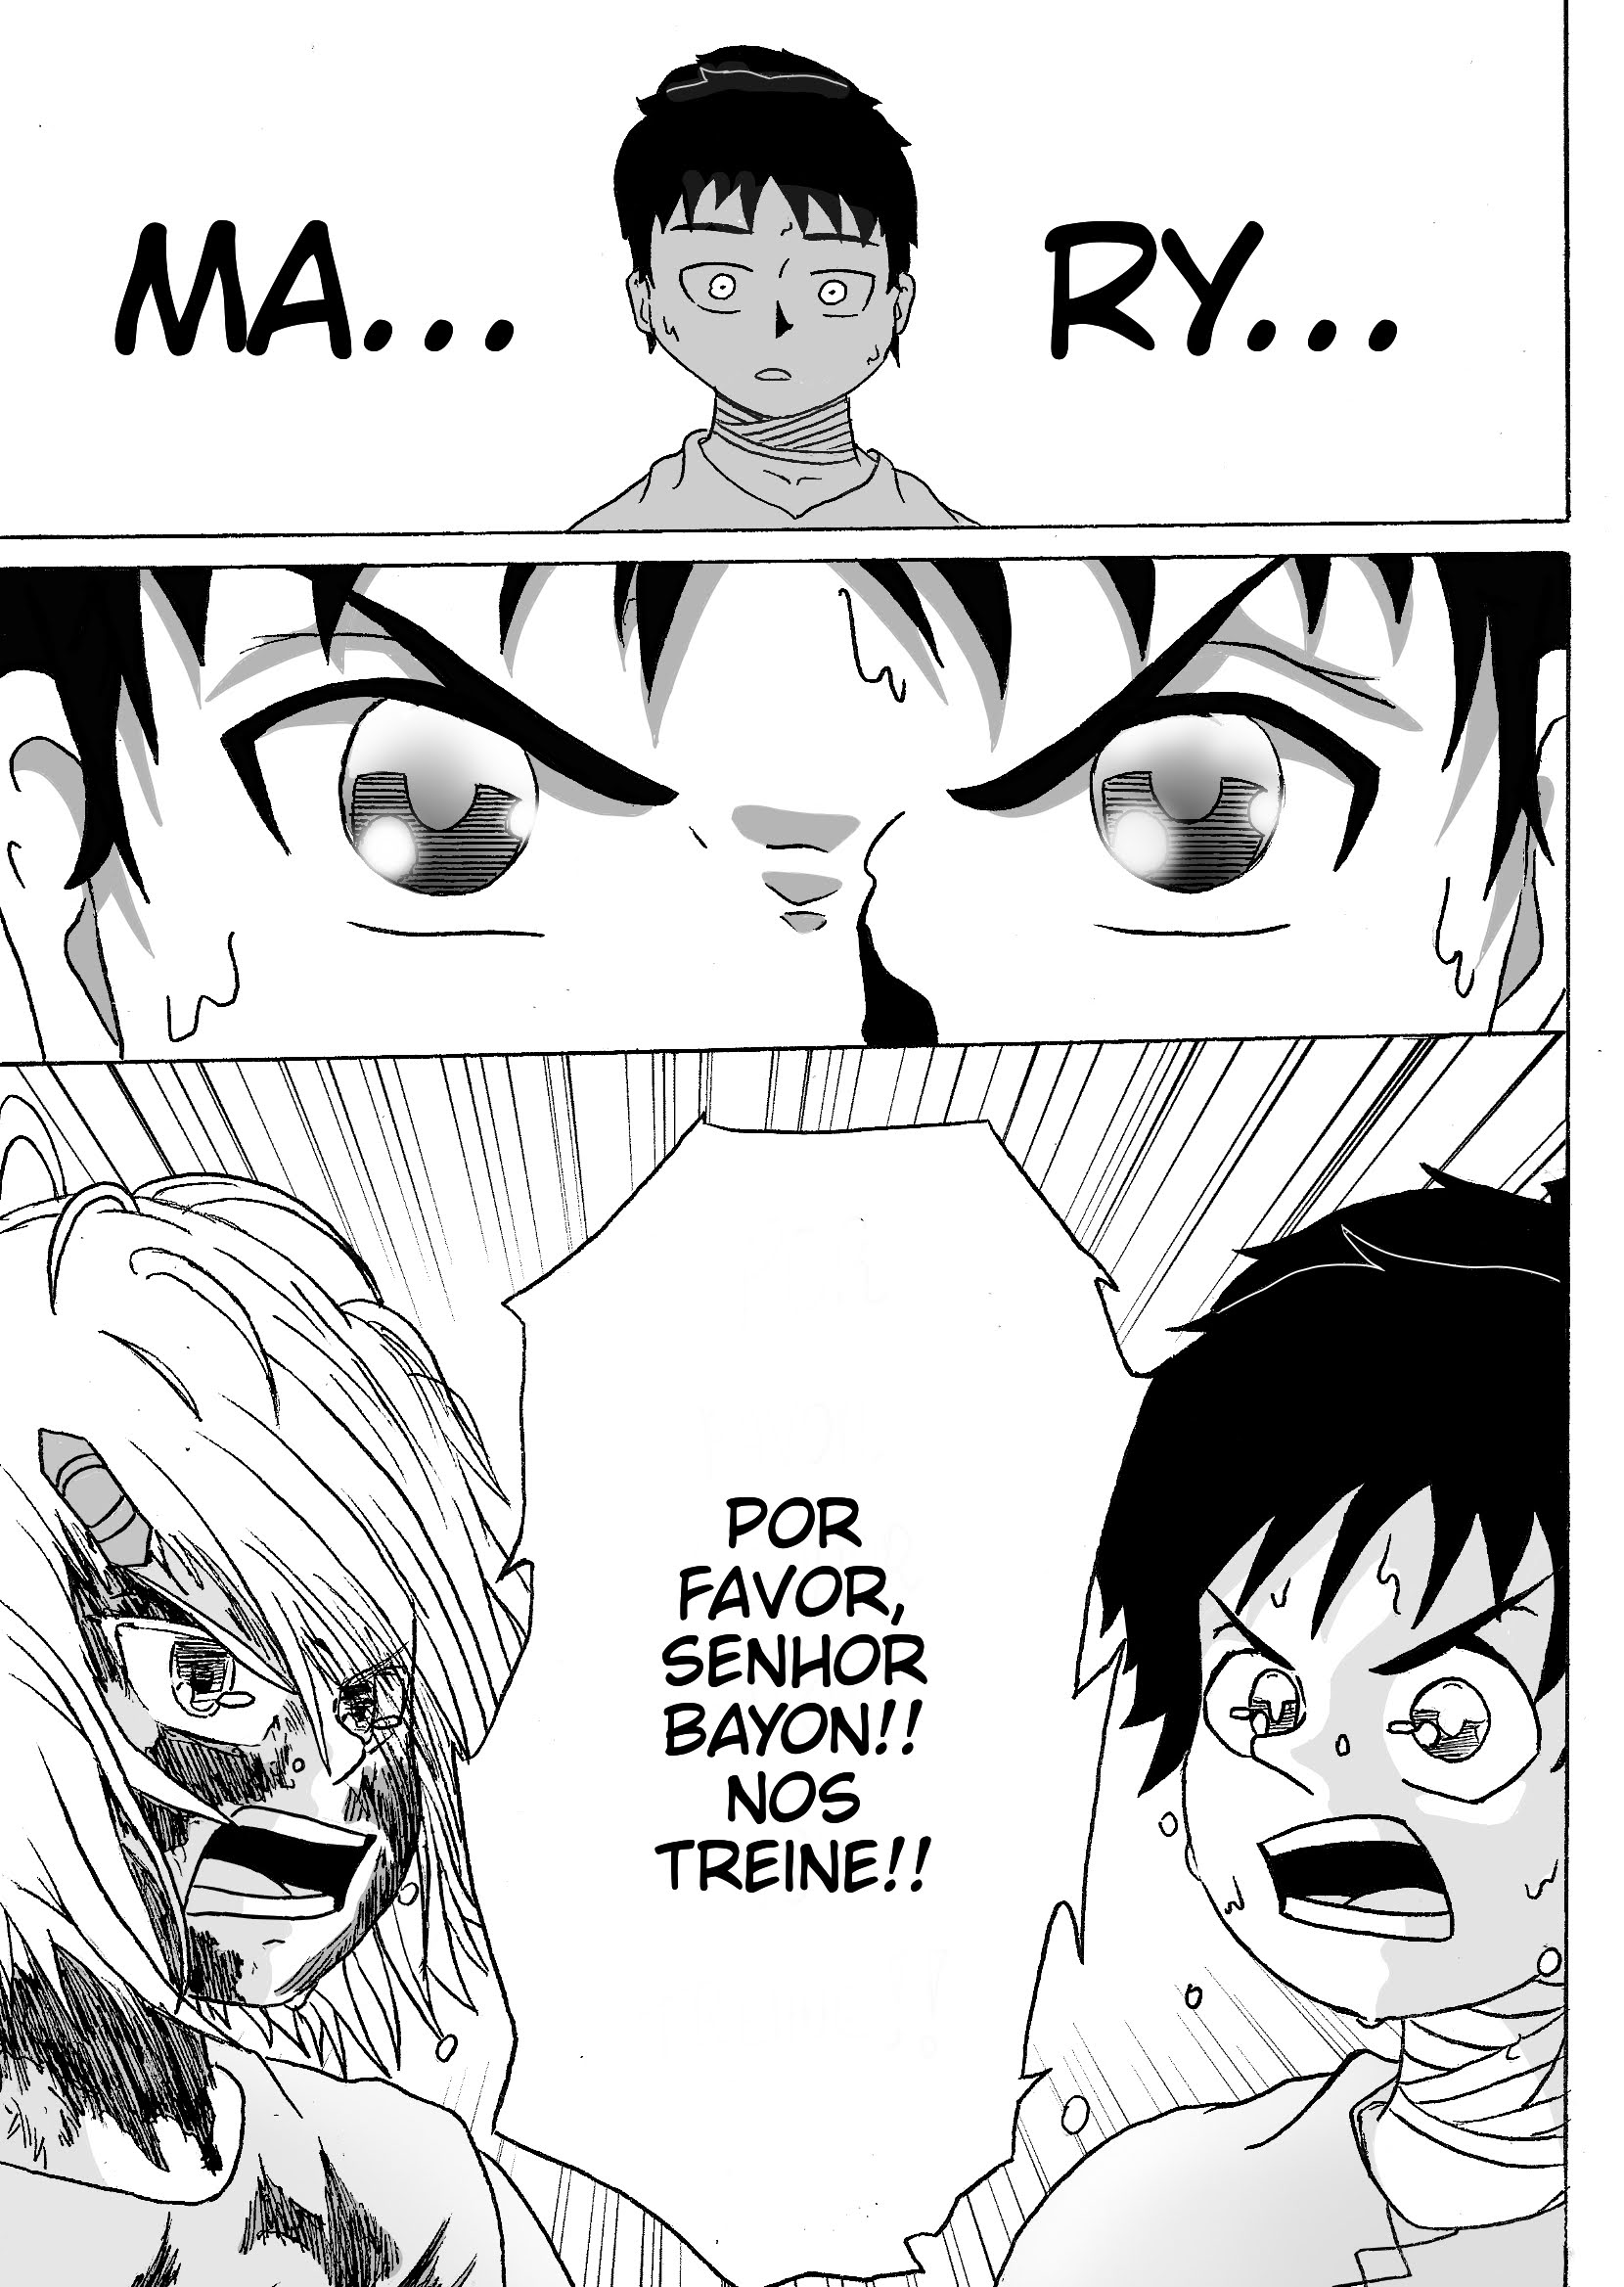 MA... RY...
POR
FAVOR,
SENHOR
BAYON!!
NOS
TREINE!!